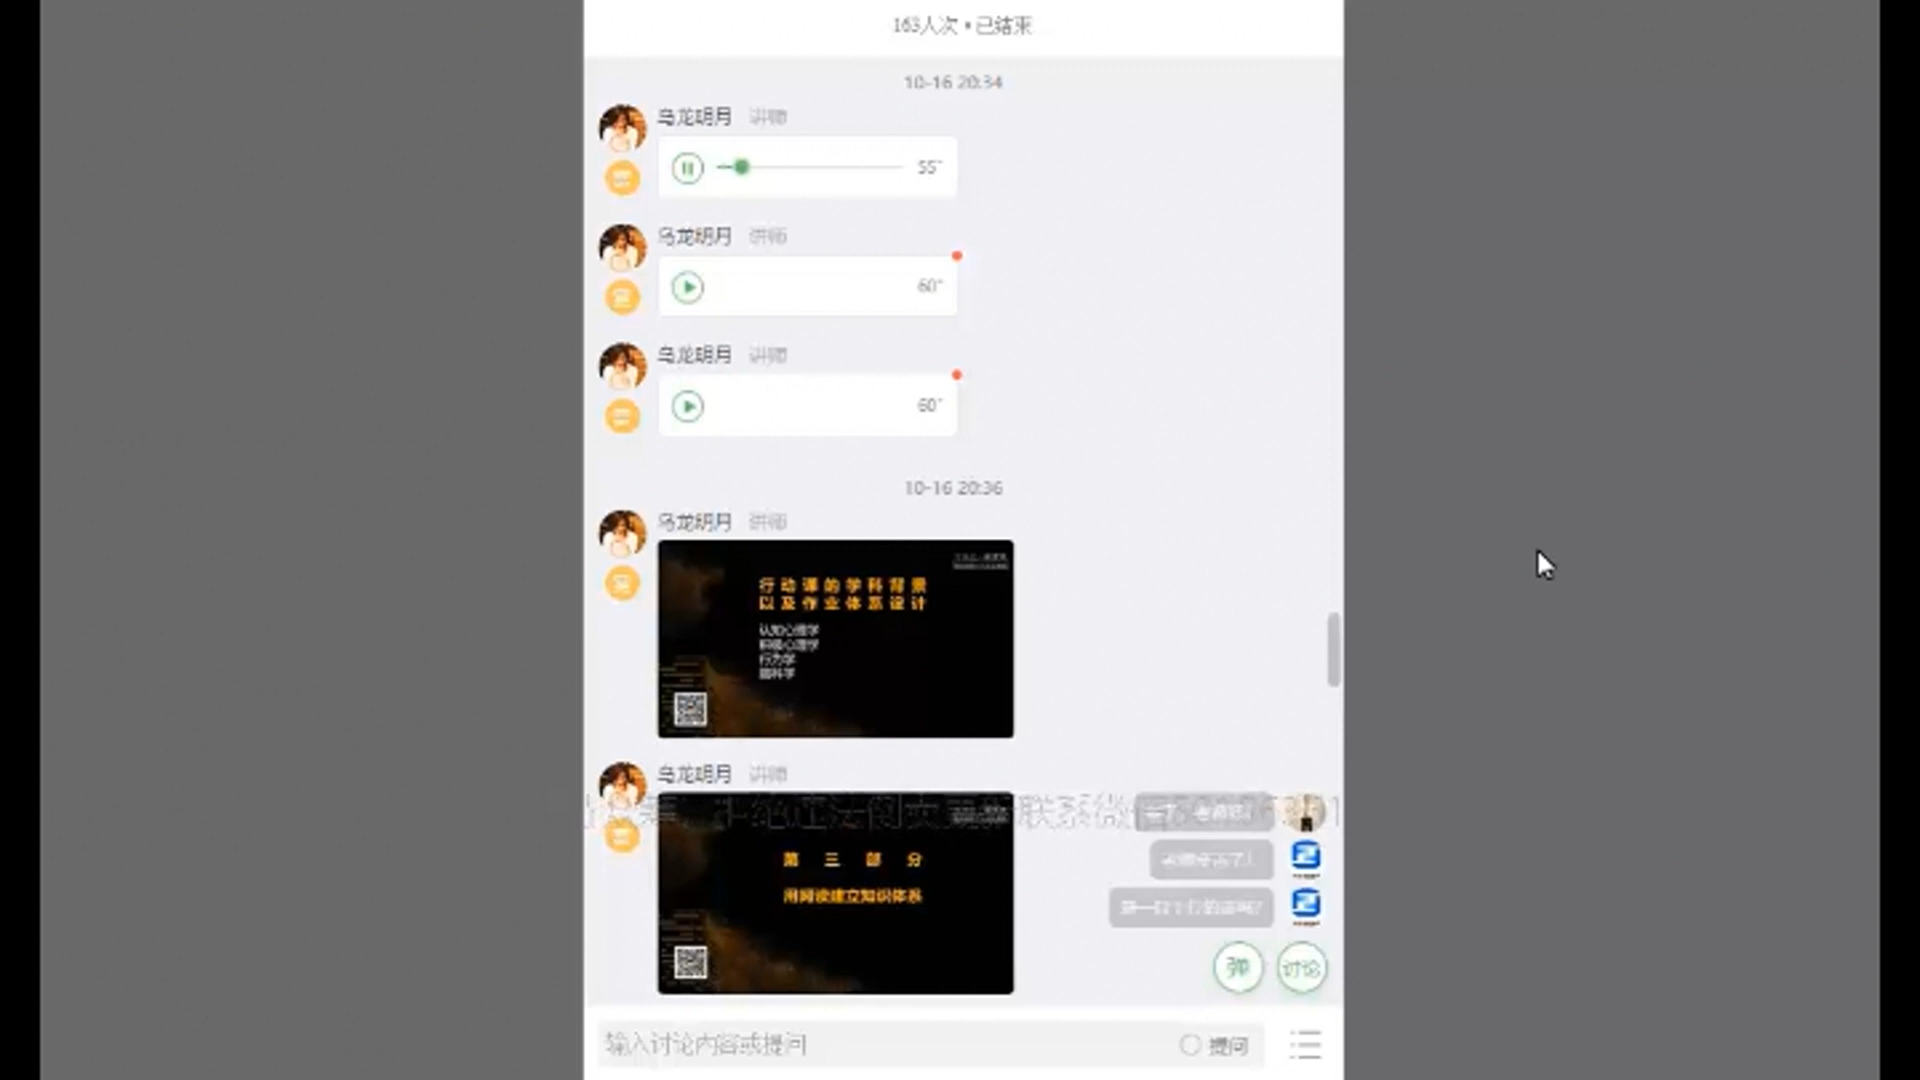 163人次 • 已结束
10-16 20:34
乌龙明月 讲师
55"
乌龙明月 讲师
60"
乌龙明月 讲师
60"
10-16 20:36
乌龙明月 讲师
行动课的学科背景
以及作业体系设计
认知心理学
积极心理学
行为学
脑科学
乌龙明月 讲师
第三部分
用阅读建立知识体系
弹
讨论
输入讨论内容或提问
提问